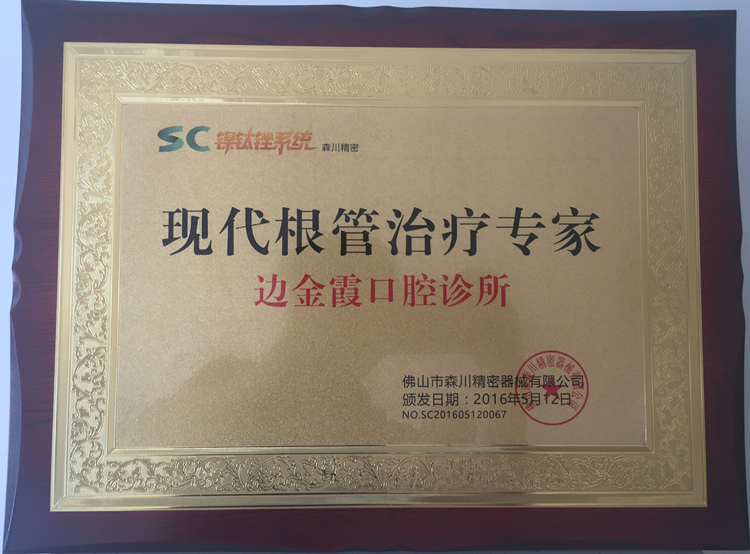 SC 镍钛锉系统 森川精密
现代根管治疗专家
边金霞口腔诊所
佛山市森川精密器械有限公司
颁发日期：2016年5月12日
NO.SC201605120067